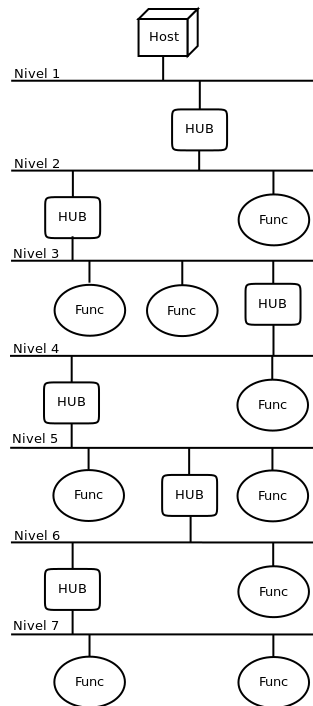 Host
Nivel 1
HUB
Nivel 2
HUB
Func
Nivel 3
Func
Func
HUB
Nivel 4
HUB
Func
Nivel 5
Func
HUB
Func
Nivel 6
HUB
Func
Nivel 7
Func
Func